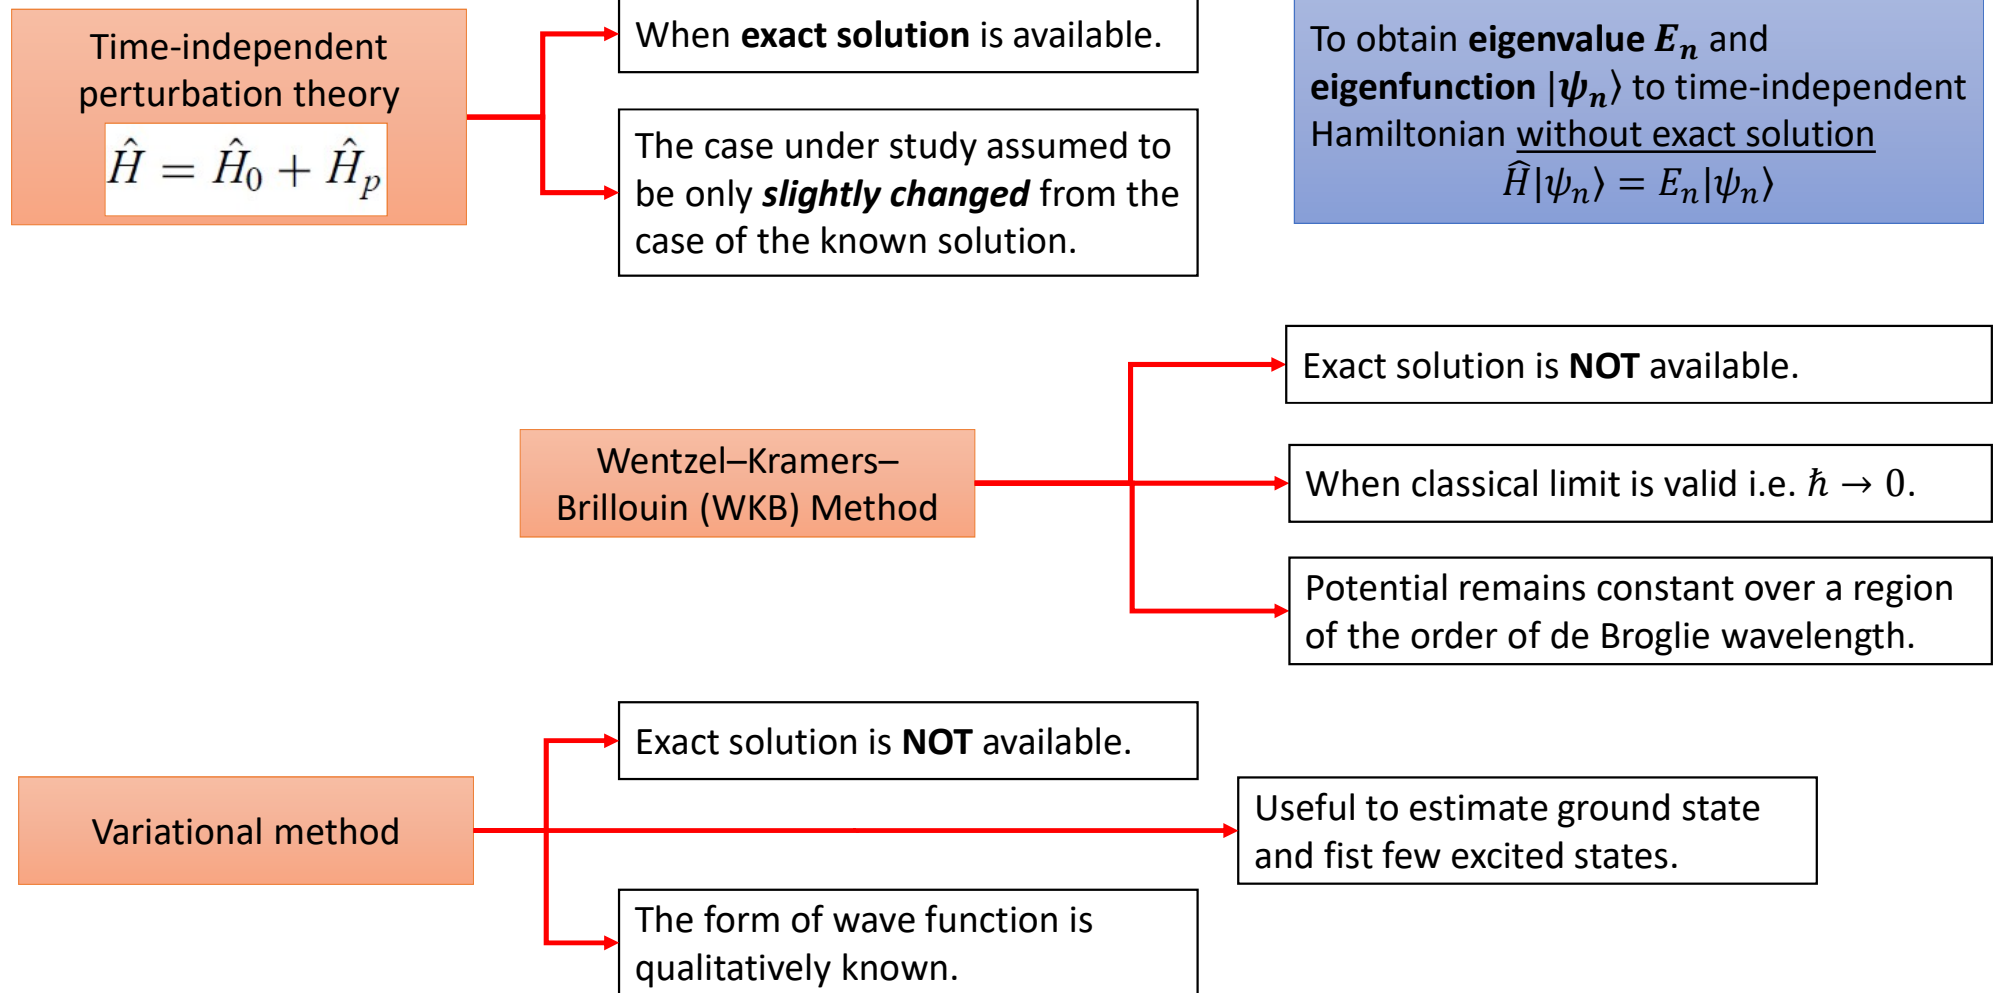 Time-independent
perturbation theory
Ĥ = Ĥ₀ + Ĥₚ
When exact solution is available.
The case under study assumed to
be only slightly changed from the
case of the known solution.
To obtain eigenvalue Eₙ and
eigenfunction |ψₙ⟩ to time-independent
Hamiltonian without exact solution
Ĥ|ψₙ⟩ = Eₙ|ψₙ⟩
Wentzel–Kramers–
Brillouin (WKB) Method
Exact solution is NOT available.
When classical limit is valid i.e. ℏ → 0.
Potential remains constant over a region
of the order of de Broglie wavelength.
Variational method
Exact solution is NOT available.
Useful to estimate ground state
and fist few excited states.
The form of wave function is
qualitatively known.